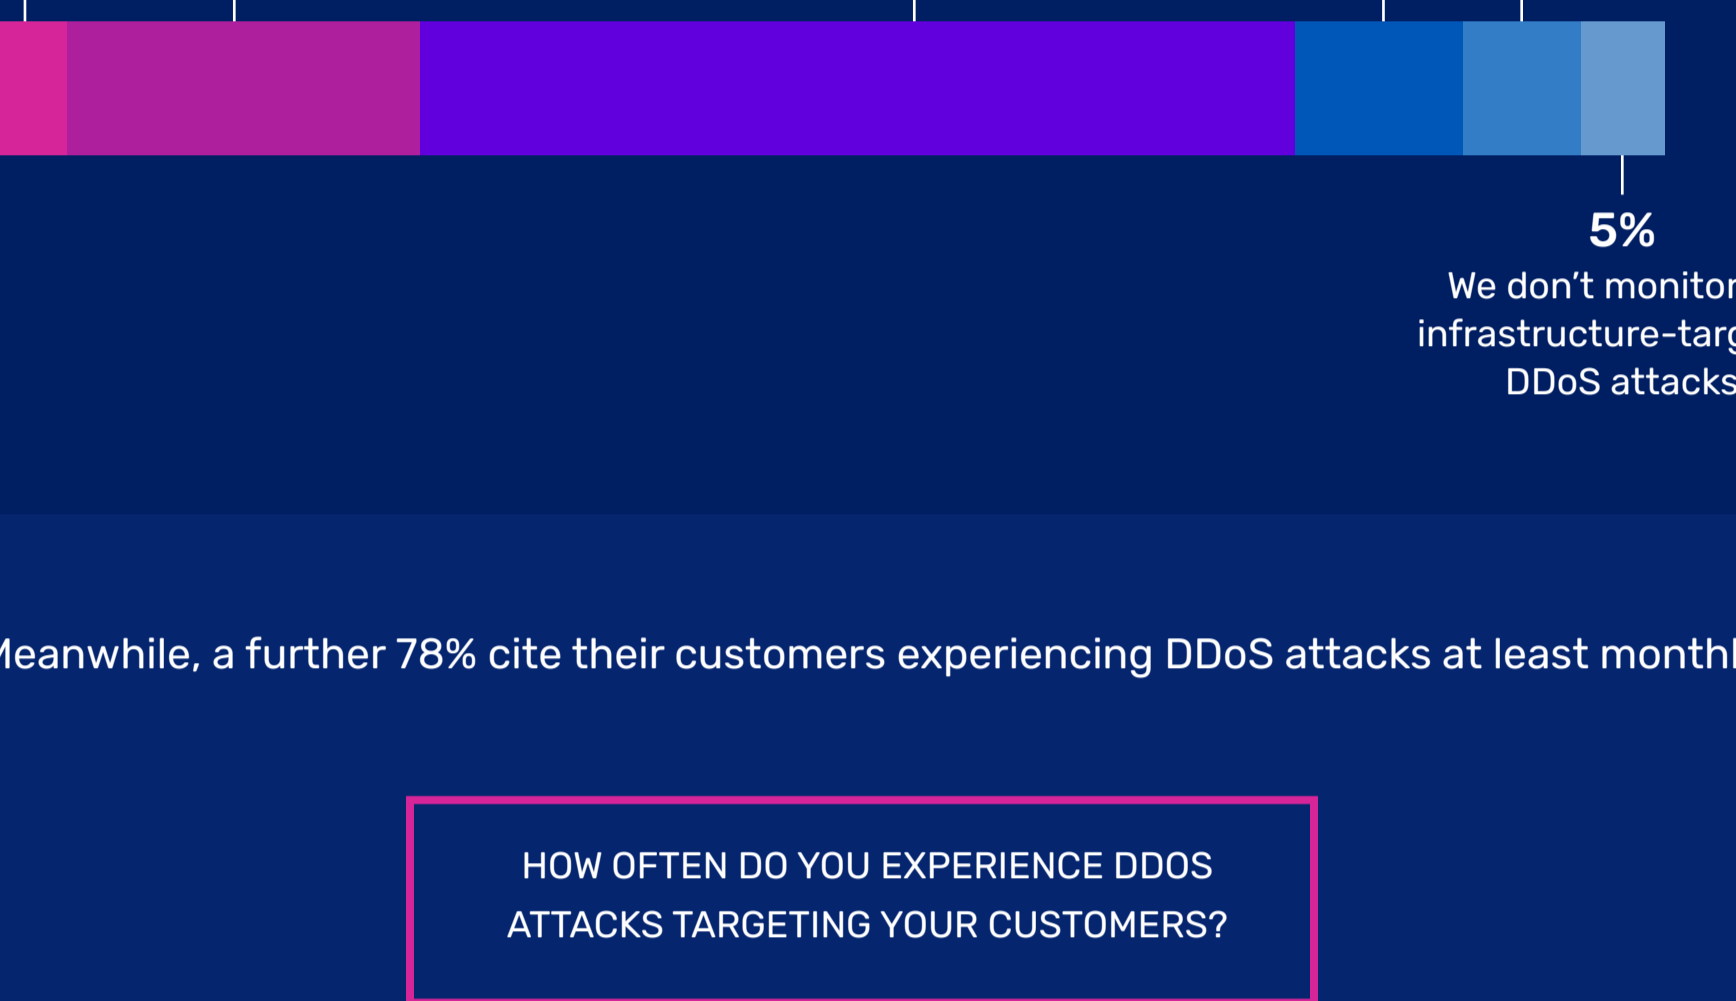 5%
We don't monitor
infrastructure-targ
DDoS attacks
Meanwhile, a further 78% cite their customers experiencing DDoS attacks at least monthl
HOW OFTEN DO YOU EXPERIENCE DDOS
ATTACKS TARGETING YOUR CUSTOMERS?